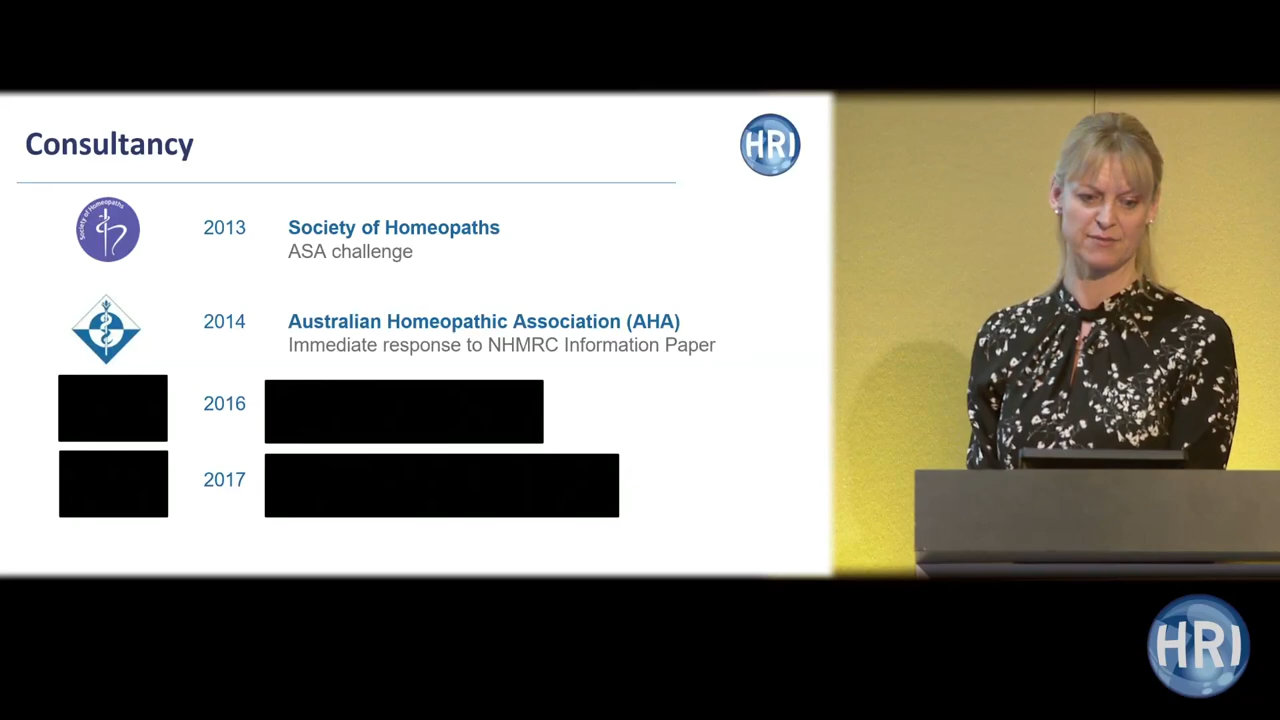 Consultancy
HRI
Society of Homeopaths
2013
Society of Homeopaths
ASA challenge
2014
Australian Homeopathic Association (AHA)
Immediate response to NHMRC Information Paper
2016
2017
HRI